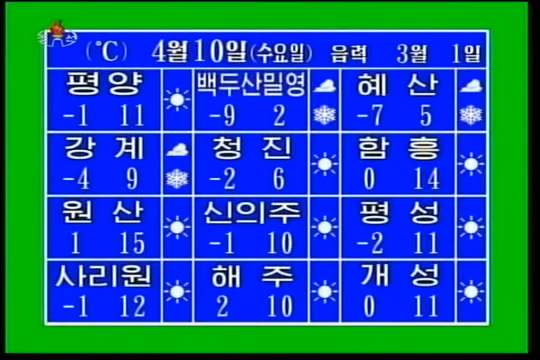 (℃) 4월 10일 (수요일) 음력 3월 1일
평양 백두산밀영 혜산
-1 11 -9 2 -7 5
강계 청진 함흥
-4 9 -2 6 0 14
원산 신의주 평성
1 15 -1 10 -2 11
사리원 해주 개성
-1 12 2 10 0 11